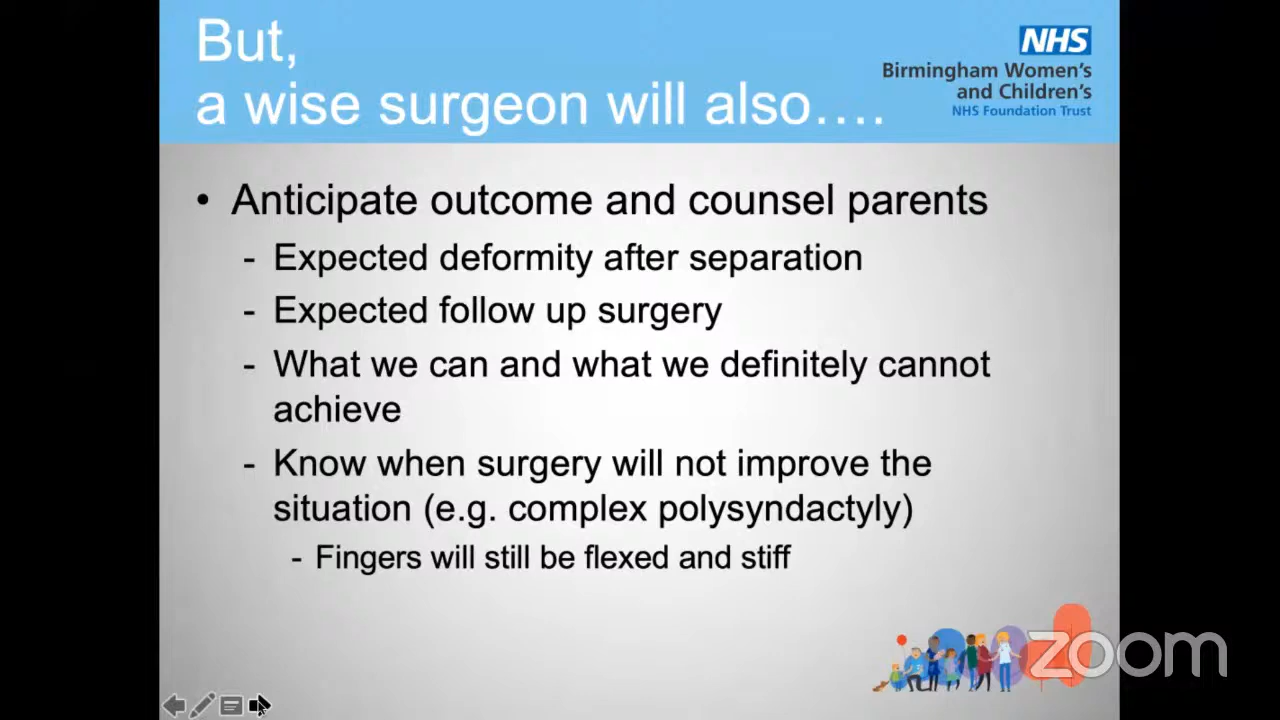 But,
a wise surgeon will also….
NHS
Birmingham Women's
and Children's
NHS Foundation Trust
• Anticipate outcome and counsel parents
- Expected deformity after separation
- Expected follow up surgery
- What we can and what we definitely cannot
achieve
- Know when surgery will not improve the
situation (e.g. complex polysyndactyly)
- Fingers will still be flexed and stiff
zoom